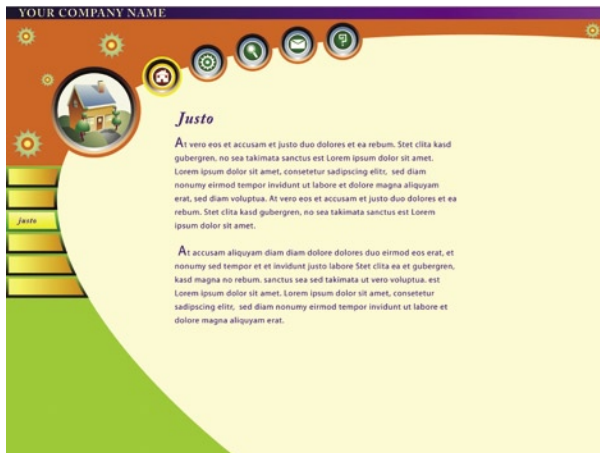 YOUR COMPANY NAME
Justo
At vero eos et accusam et justo duo dolores et ea rebum. Stet clita kasd
gubergren, no sea takimata sanctus est Lorem ipsum dolor sit amet.
Lorem ipsum dolor sit amet, consetetur sadipscing elitr, sed diam
nonumy eirmod tempor invidunt ut labore et dolore magna aliquyam
erat, sed diam voluptua. At vero eos et accusam et justo duo dolores et ea
rebum. Stet clita kasd gubergren, no sea takimata sanctus est Lorem
ipsum dolor sit amet.
justo
At accusam aliquyam diam diam dolore dolores duo eirmod eos erat, et
nonumy sed tempor et et invidunt justo labore Stet clita ea et gubergren,
kasd magna no rebum. sanctus sea sed takimata ut vero voluptua. est
Lorem ipsum dolor sit amet. Lorem ipsum dolor sit amet, consetetur
sadipscing elitr, sed diam nonumy eirmod tempor invidunt ut labore et
dolore magna aliquyam erat.